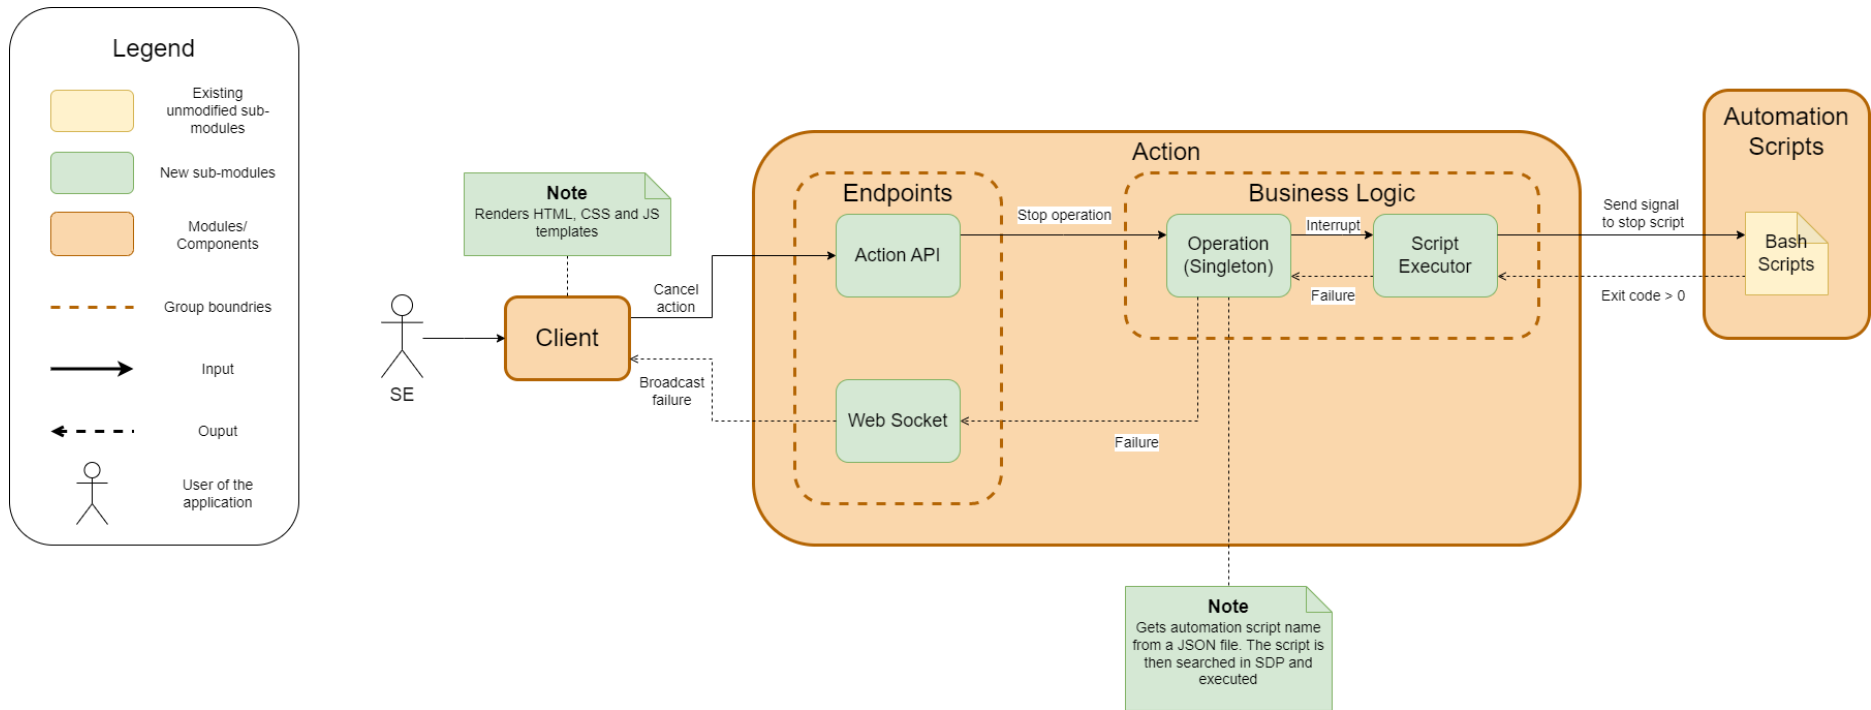 Legend
Existing
unmodified sub-
modules
New sub-modules
Modules/
Components
Group boundries
Input
Ouput
User of the
application
SE
Note
Renders HTML, CSS and JS
templates
Client
Cancel
action
Broadcast
failure
Action
Endpoints
Action API
Web Socket
Stop operation
Business Logic
Operation
(Singleton)
Interrupt
Script
Executor
Failure
Failure
Send signal
to stop script
Exit code > 0
Automation
Scripts
Bash
Scripts
Note
Gets automation script name
from a JSON file. The script is
then searched in SDP and
executed